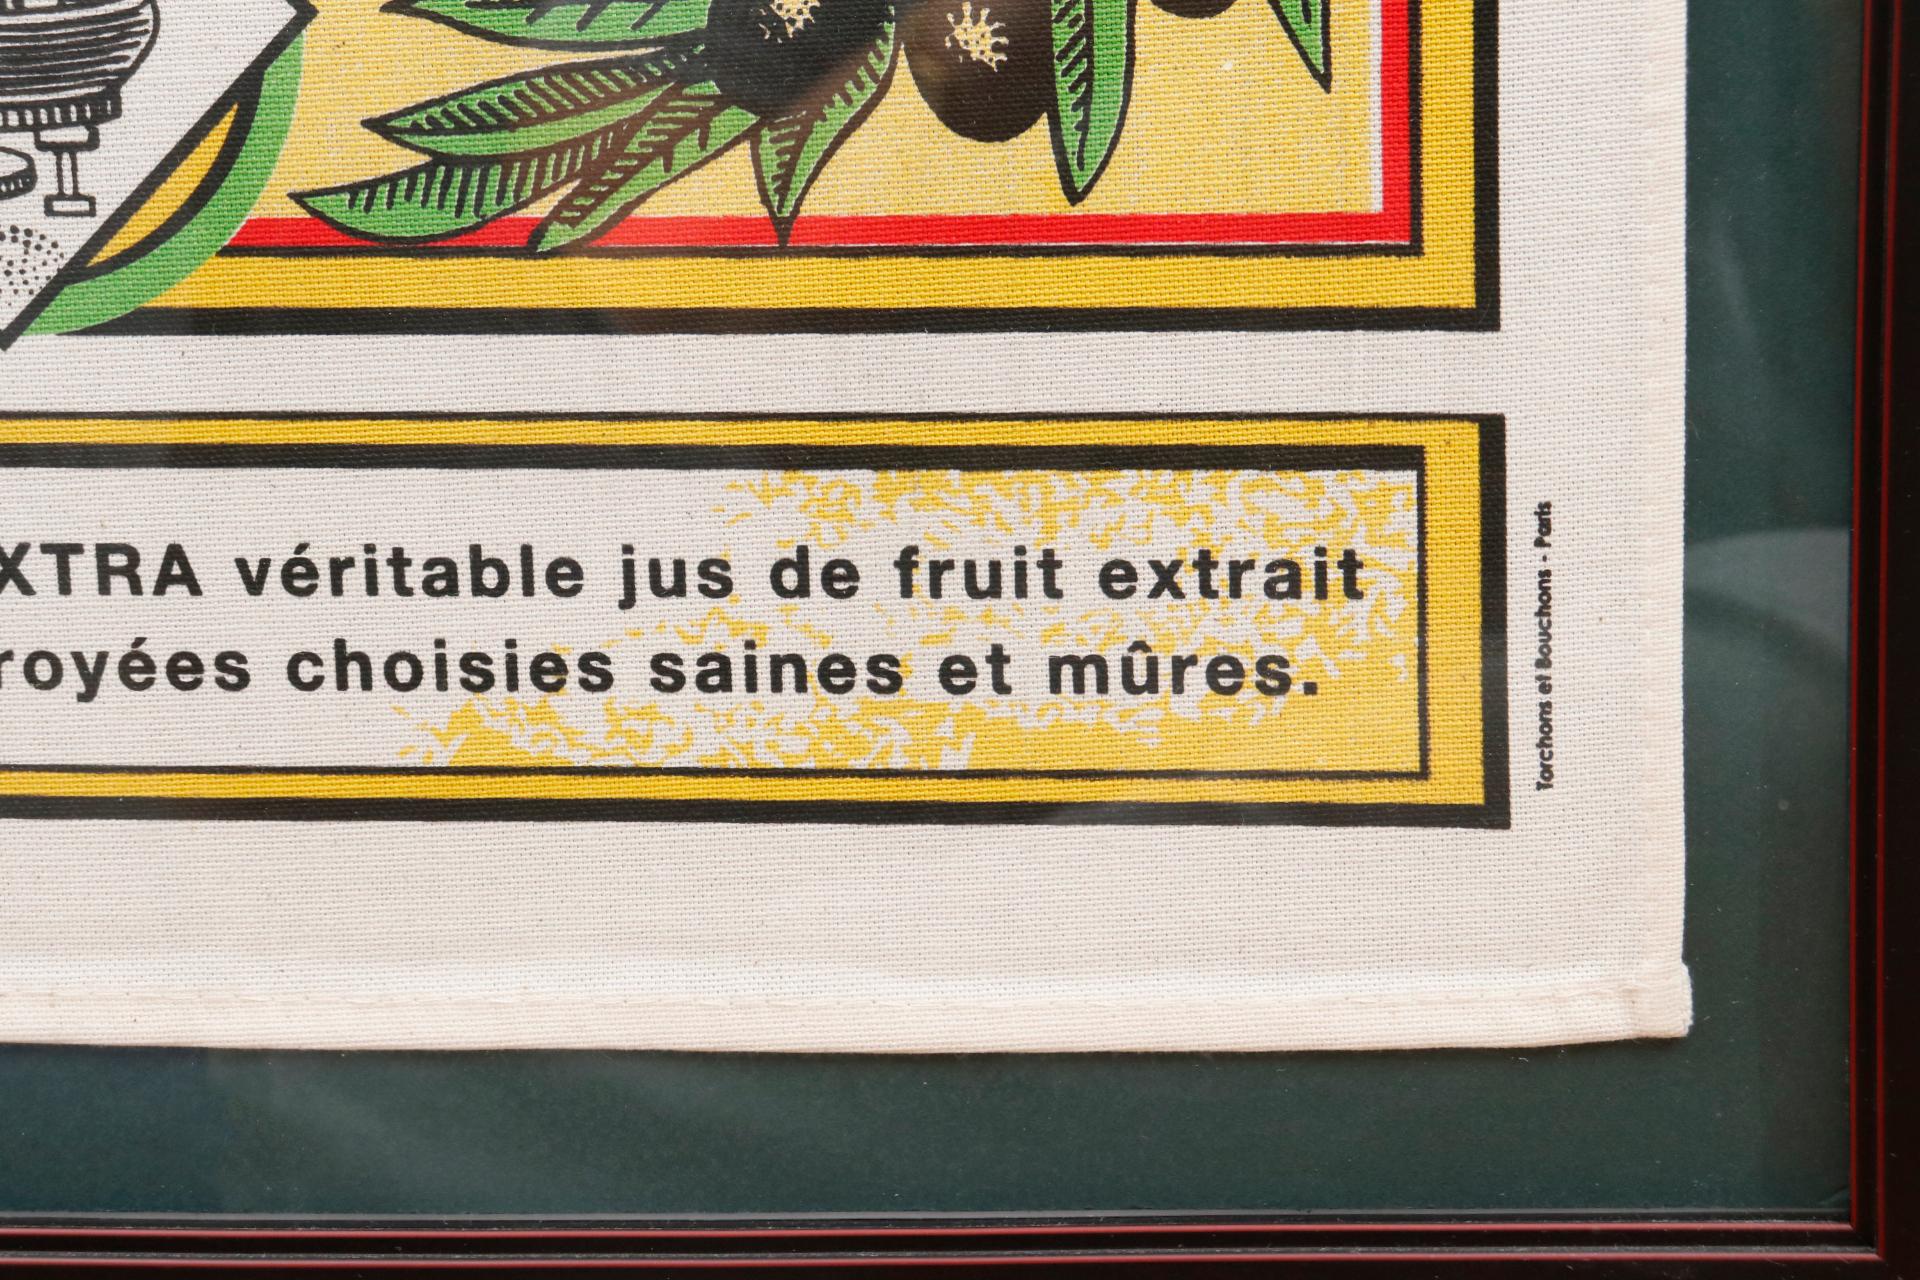 XTRA véritable jus de fruit extrait
royées choisies saines et mûres.
Torchons et Bouchons - Paris